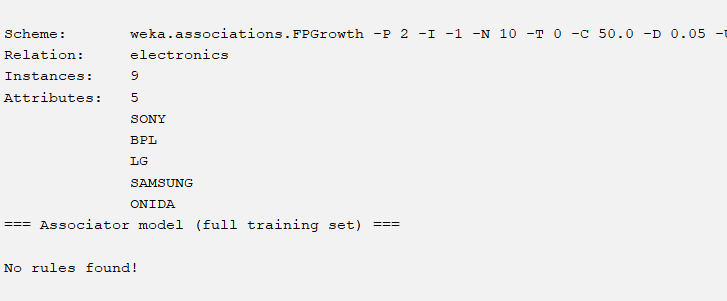 Scheme: weka.associations.FPGrowth -P 2 -I -1 -N 10 -T 0 -C 50.0 -D 0.05
Relation: electronics
Instances: 9
Attributes: 5
SONY
BPL
LG
SAMSUNG
ONIDA
=== Associator model (full training set) ===
No rules found!